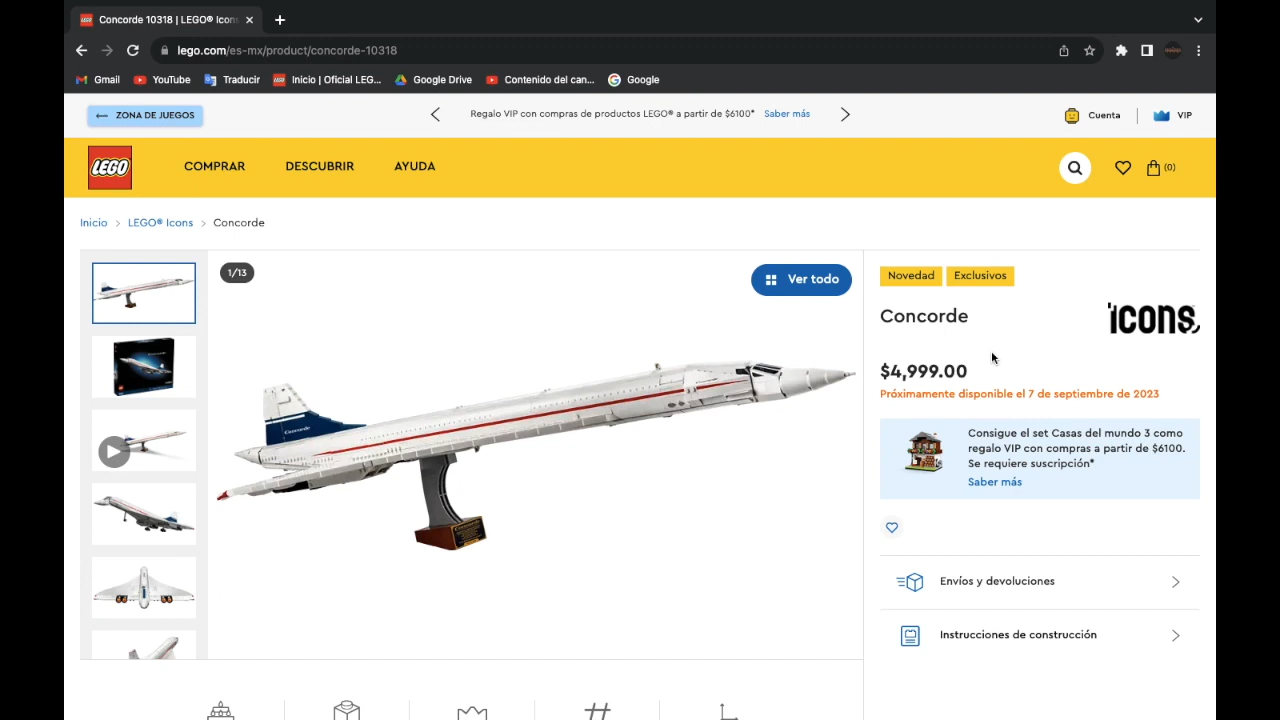 Concorde 10318 | LEGO® Icon
lego.com/es-mx/product/concorde-10318
Gmail
YouTube
Traducir
Inicio | Oficial LEG...
Google Drive
Contenido del can...
Google
ZONA DE JUEGOS
Regalo VIP con compras de productos LEGO® a partir de $6100* Saber más
Cuenta
VIP
LEGO
COMPRAR
DESCUBRIR
AYUDA
(0)
Inicio > LEGO® Icons > Concorde
1/13
Ver todo
Concorde
Novedad
Exclusivos
Concorde
icons
$4,999.00
Próximamente disponible el 7 de septiembre de 2023
Consigue el set Casas del mundo 3 como
regalo VIP con compras a partir de $6100.
Se requiere suscripción*
Saber más
Envíos y devoluciones
Instrucciones de construcción